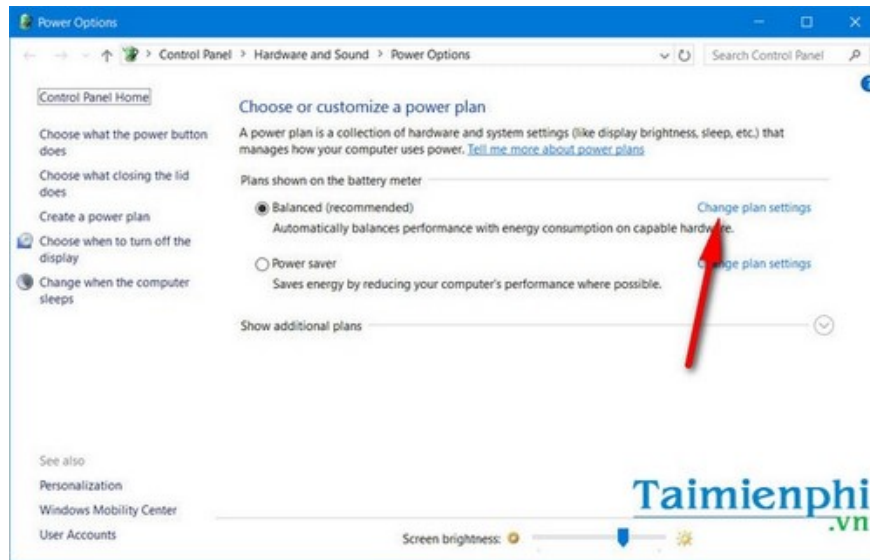 Power Options
Control Panel > Hardware and Sound > Power Options
Search Control Panel
Control Panel Home
Choose what the power button
does
Choose what closing the lid
does
Create a power plan
Choose when to turn off the
display
Change when the computer
sleeps
Choose or customize a power plan
A power plan is a collection of hardware and system settings (like display brightness, sleep, etc.) that
manages how your computer uses power. Tell me more about power plans
Plans shown on the battery meter
Balanced (recommended) Change plan settings
Automatically balances performance with energy consumption on capable hardware.
Power saver Change plan settings
Saves energy by reducing your computer's performance where possible.
Show additional plans
See also
Personalization
Windows Mobility Center
User Accounts
Screen brightness:
Taimienphi
.vn